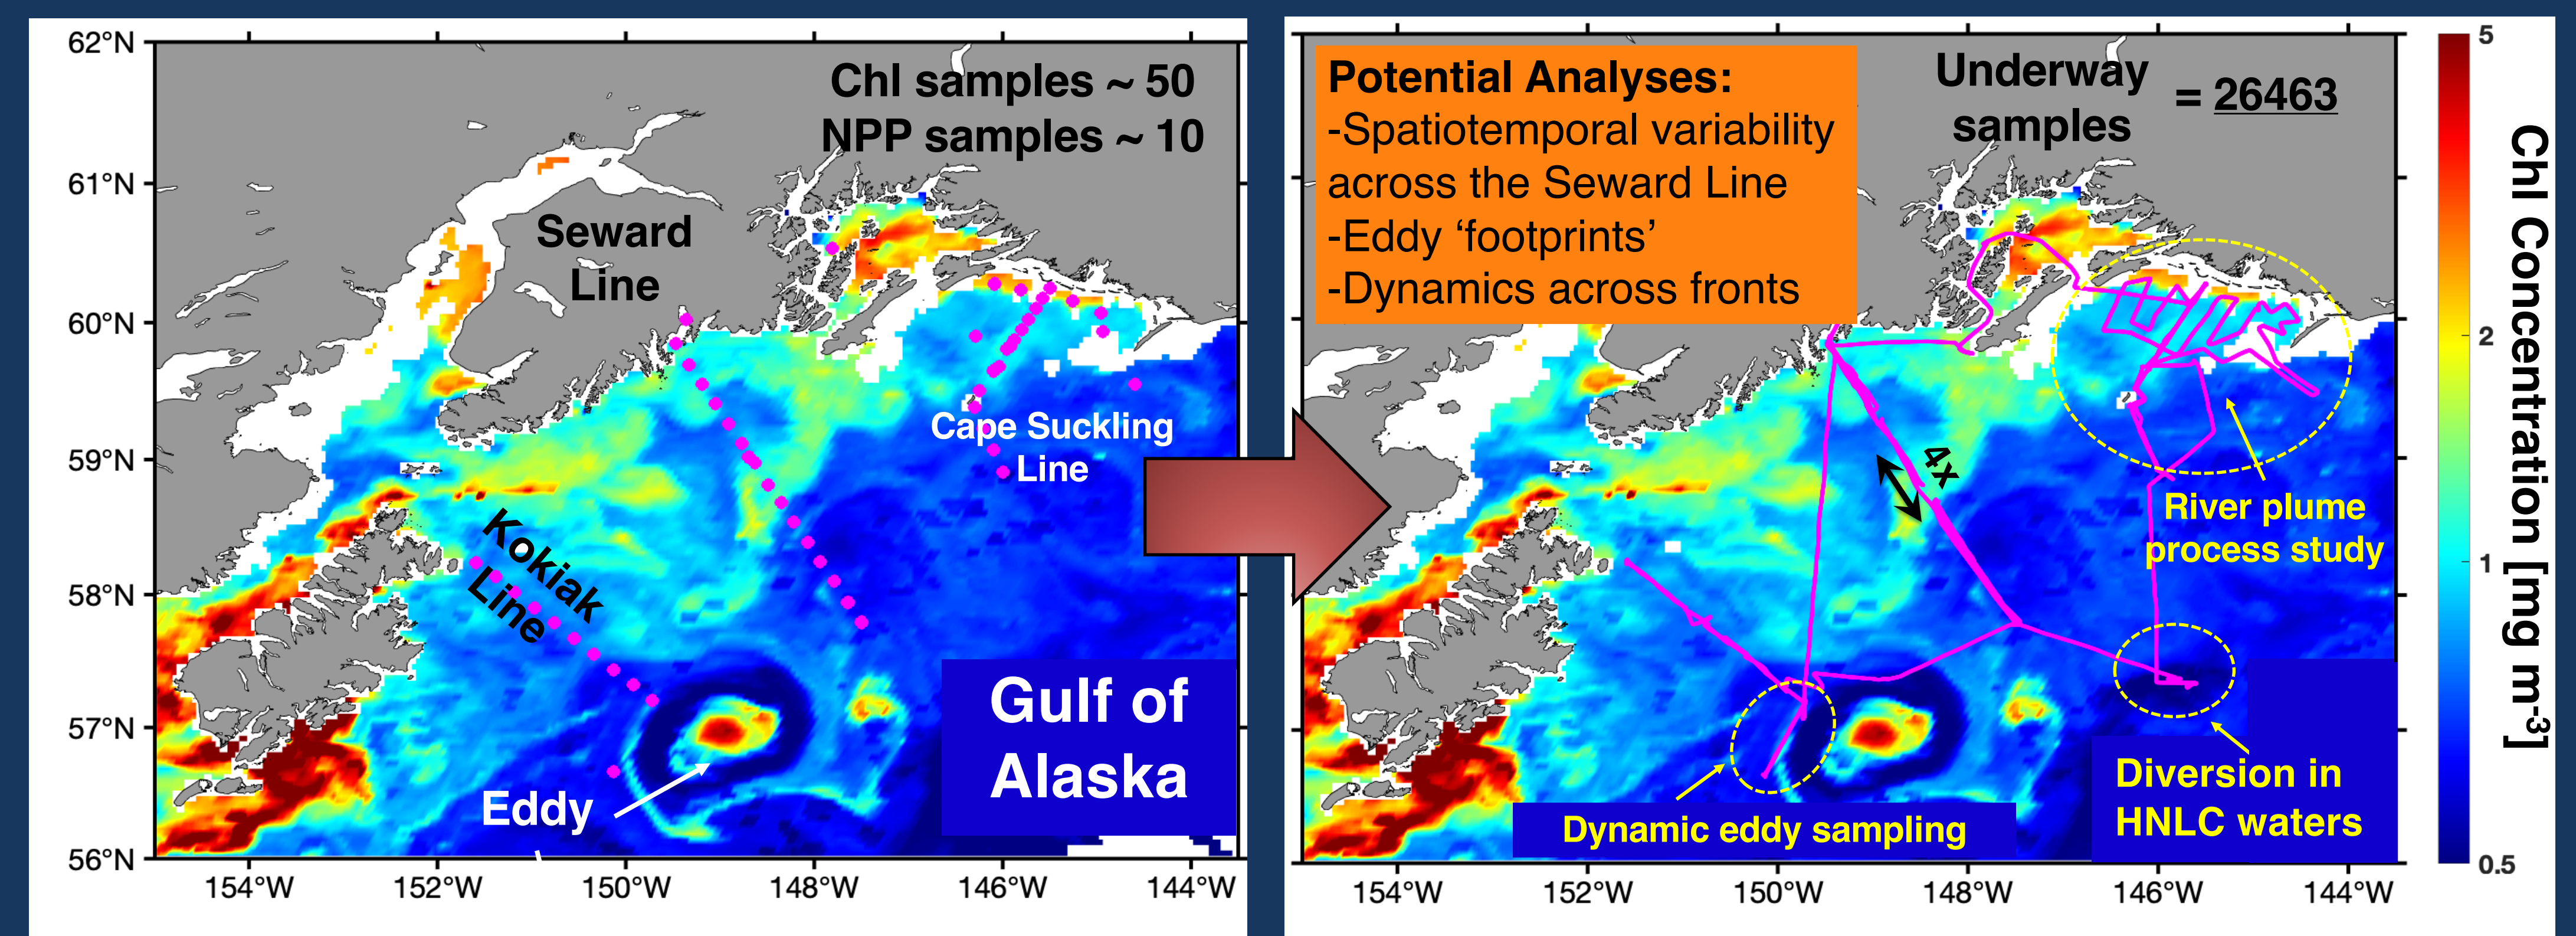 62°N
61°N
60°N
59°N
58°N
57°N
56°N
154°W
152°W
150°W
148°W
146°W
144°W
Chl samples ~ 50
NPP samples ~ 10
Seward
Line
Cape Suckling
Line
Kokiak
Line
Eddy
Gulf of
Alaska
Potential Analyses:
-Spatiotemporal variability
across the Seward Line
-Eddy ‘footprints’
-Dynamics across fronts
Underway
samples
= 26463
4x
River plume
process study
Dynamic eddy sampling
Diversion in
HNLC waters
154°W
152°W
150°W
148°W
146°W
144°W
5
2
1
0.5
Chl Concentration [mg m⁻³]